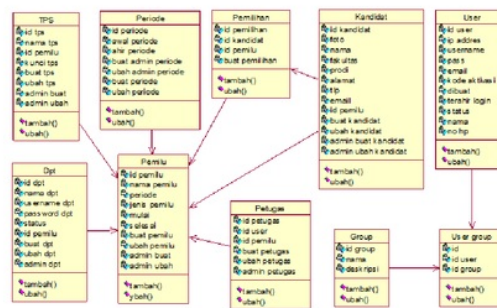 TPS
id tps
nama tps
id pemilu
kunci tps
buat tps
ubah tps
admin buat
admin ubah
tambah()
ubah()
Periode
id periode
awal periode
ahir periode
buat admin periode
ubah admin periode
buat periode
ubah periode
tambah()
ubah()
Pemilihan
id pemilihan
id kandidat
id pemilu
buat pemilihan
tambah()
ubah()
Kandidat
id kandidat
foto
nama
fakultas
prodi
alamat
tlp
email
id pemilu
buat kandidat
ubah kandidat
admin buat kandidat
admin ubah kandidat
tambah()
ubah()
User
id user
ip addres
username
pass
email
kode aktivasi
dibuat
terahir login
status
nama
no hp
tambah()
ubah()
Dpt
id dpt
nama dpt
username dpt
password dpt
status
id pemilu
buat dpt
ubah dpt
admin dpt
tambah()
ubah()
Pemilu
id pemilu
nama pemilu
periode
jenis pemilu
mulai
selesai
buat pemilu
ubah pemilu
admin buat
admin ubah
tambah()
ybah()
Petugas
id petugas
id user
id pemilu
buat petugas
ubah petugas
admin petugas
tambah()
ubah()
Group
id group
nama
deskripsi
tambah()
ubah()
User group
id
id user
id group
tambah()
ubah()